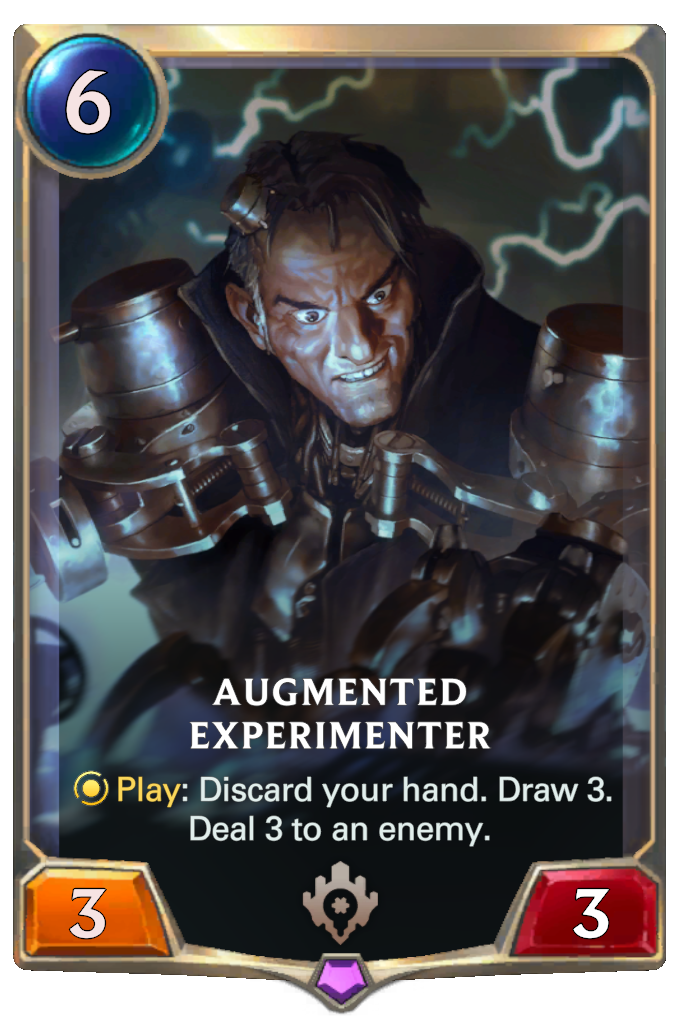 6
AUGMENTED
EXPERIMENTER
Play: Discard your hand. Draw 3.
Deal 3 to an enemy.
3
3